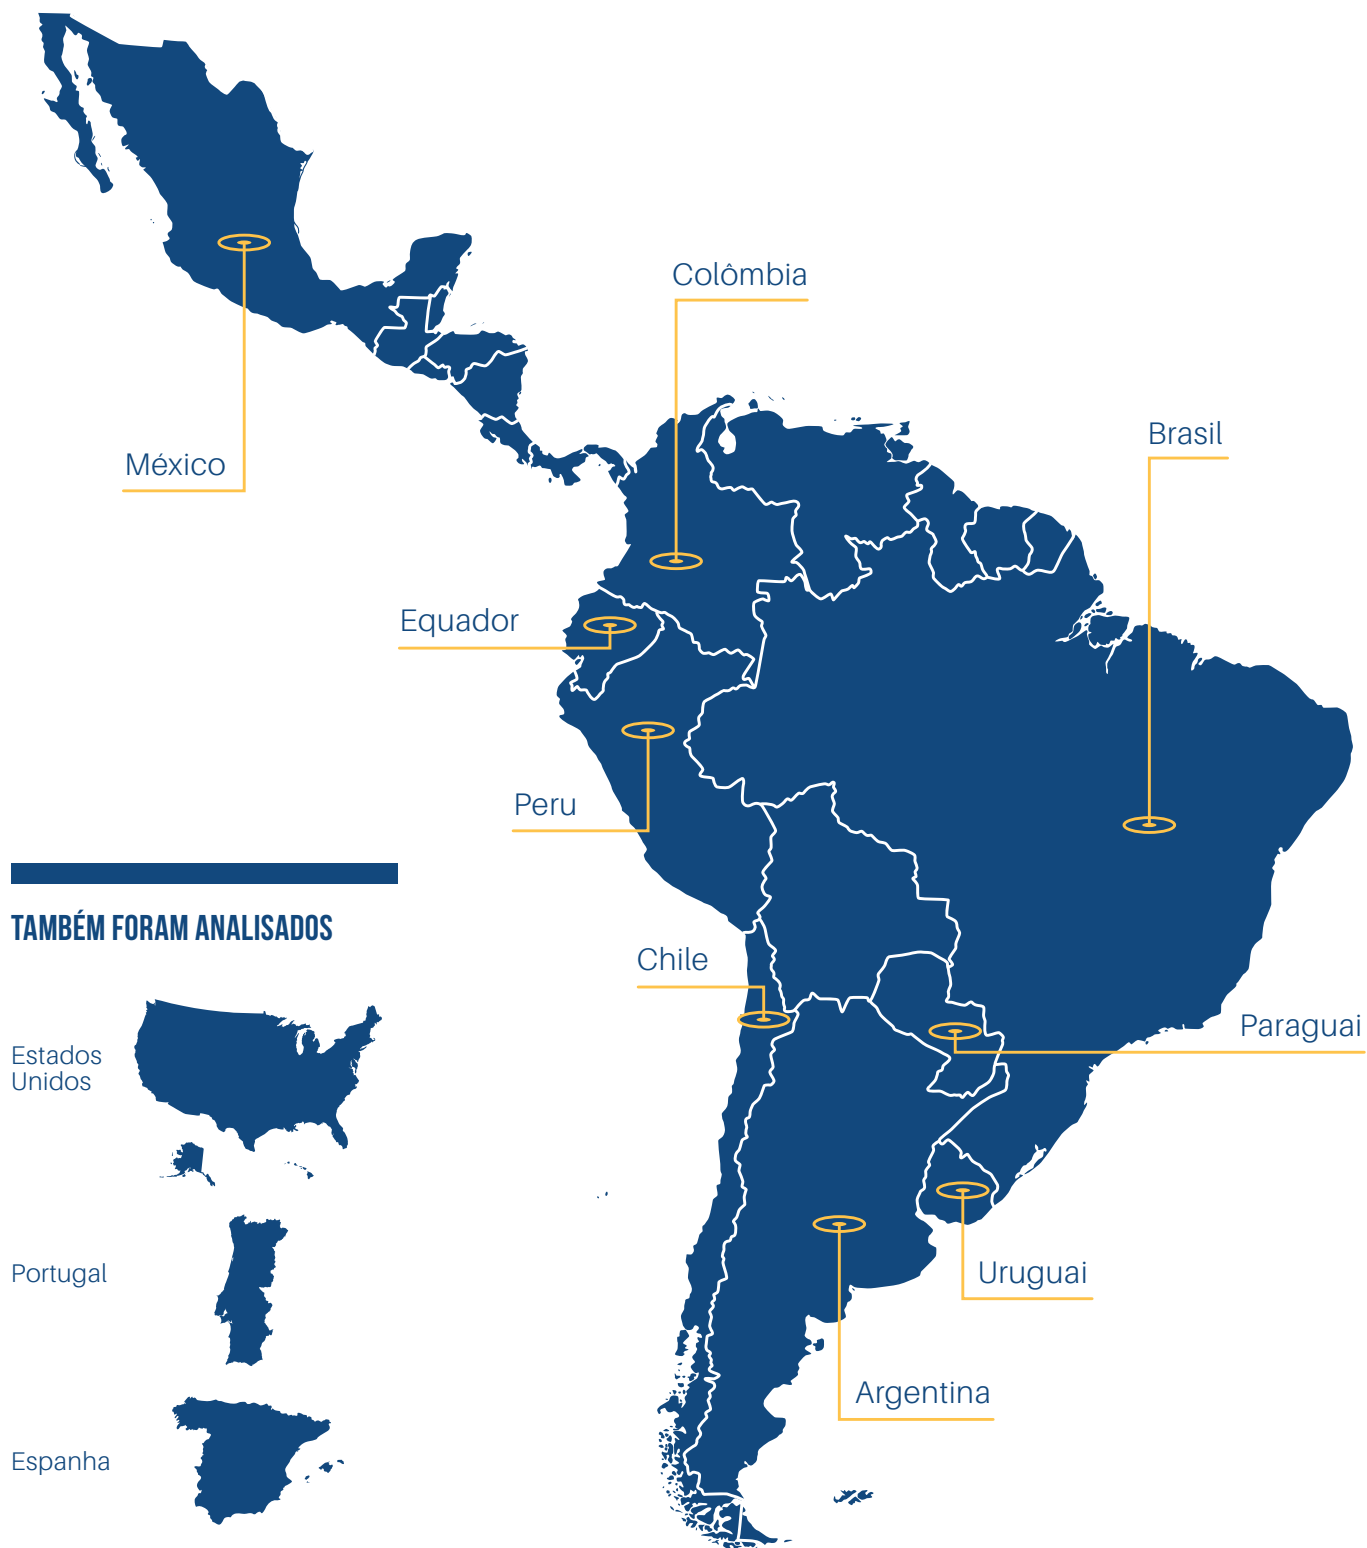 Colômbia
Brasil
México
Equador
Peru
TAMBÉM FORAM ANALISADOS
Chile
Paraguai
Estados
Unidos
Portugal
Uruguai
Argentina
Espanha